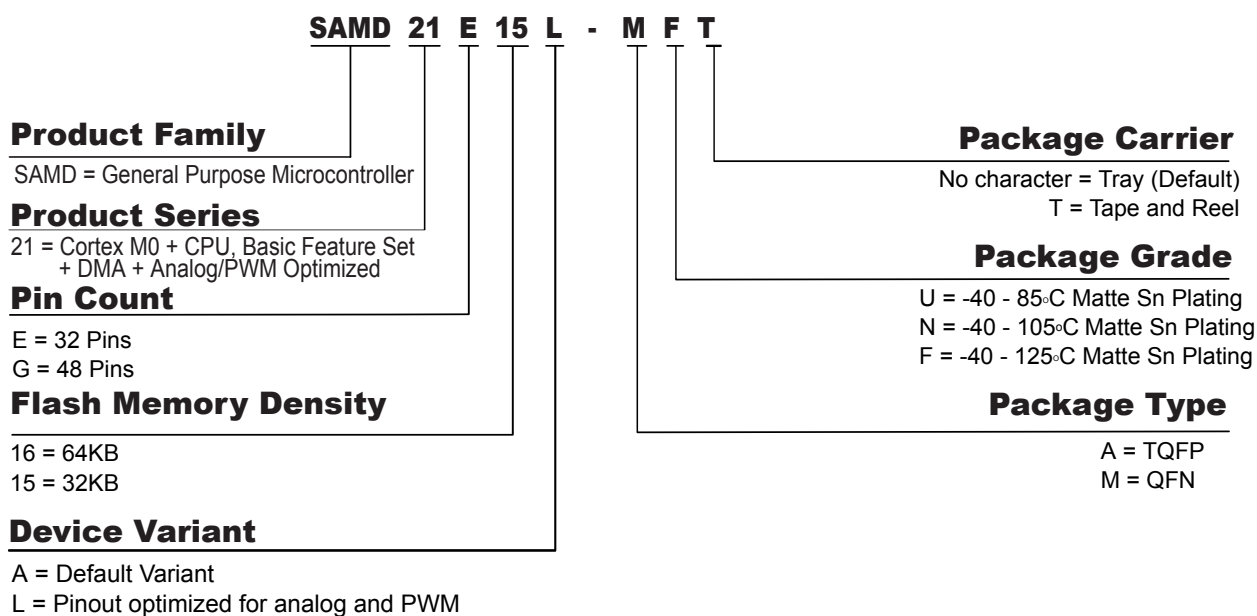 SAMD 21 E 15 L - M F T
Product Family
SAMD = General Purpose Microcontroller
Product Series
21 = Cortex M0 + CPU, Basic Feature Set
+ DMA + Analog/PWM Optimized
Pin Count
E = 32 Pins
G = 48 Pins
Flash Memory Density
16 = 64KB
15 = 32KB
Device Variant
A = Default Variant
L = Pinout optimized for analog and PWM
Package Carrier
No character = Tray (Default)
T = Tape and Reel
Package Grade
U = -40 - 85◦C Matte Sn Plating
N = -40 - 105◦C Matte Sn Plating
F = -40 - 125◦C Matte Sn Plating
Package Type
A = TQFP
M = QFN